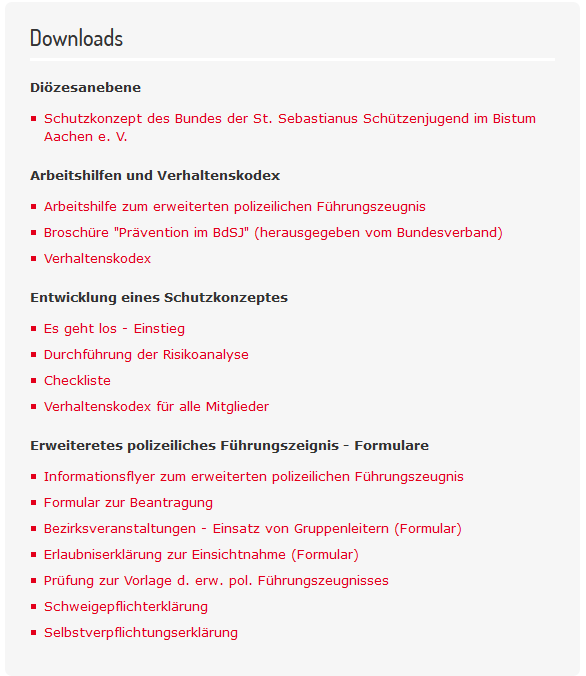 Downloads
Diözesanebene
Schutzkonzept des Bundes der St. Sebastianus Schützenjugend im Bistum
Aachen e. V.
Arbeitshilfen und Verhaltenskodex
Arbeitshilfe zum erweiterten polizeilichen Führungszeugnis
Broschüre "Prävention im BdSJ" (herausgegeben vom Bundesverband)
Verhaltenskodex
Entwicklung eines Schutzkonzeptes
Es geht los - Einstieg
Durchführung der Risikoanalyse
Checkliste
Verhaltenskodex für alle Mitglieder
Erweiteretes polizeiliches Führungszeignis - Formulare
Informationsflyer zum erweiterten polizeilichen Führungszeugnis
Formular zur Beantragung
Bezirksveranstaltungen - Einsatz von Gruppenleitern (Formular)
Erlaubniserklärung zur Einsichtnahme (Formular)
Prüfung zur Vorlage d. erw. pol. Führungszeugnisses
Schweigepflichterklärung
Selbstverpflichtungserklärung